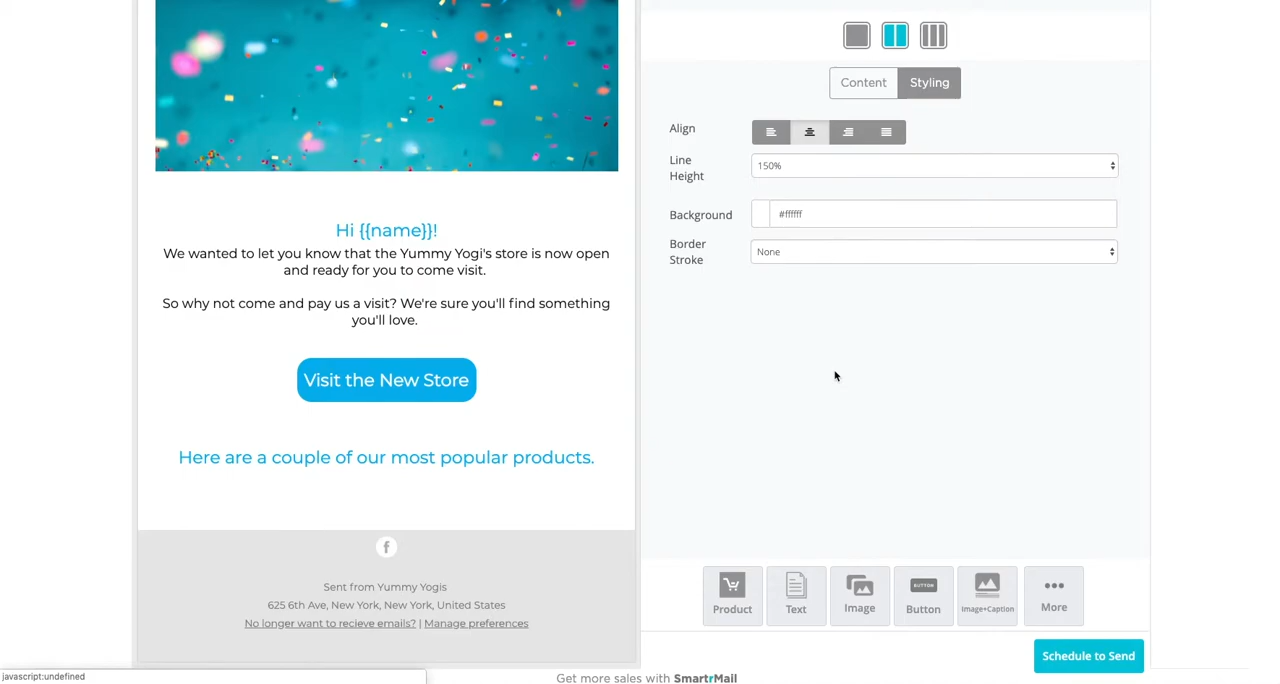 Content
Styling
Align
Line
Height
150%
Background
#ffffff
Border
Stroke
None
Hi {{name}}!
We wanted to let you know that the Yummy Yogi's store is now open
and ready for you to come visit.
So why not come and pay us a visit? We're sure you'll find something
you'll love.
Visit the New Store
Here are a couple of our most popular products.
f
Sent from Yummy Yogis
625 6th Ave, New York, New York, United States
No longer want to recieve emails? | Manage preferences
Product
Text
Image
BUTTON
Button
Image+Caption
More
Schedule to Send
javascript:undefined
Get more sales with SmartrMail